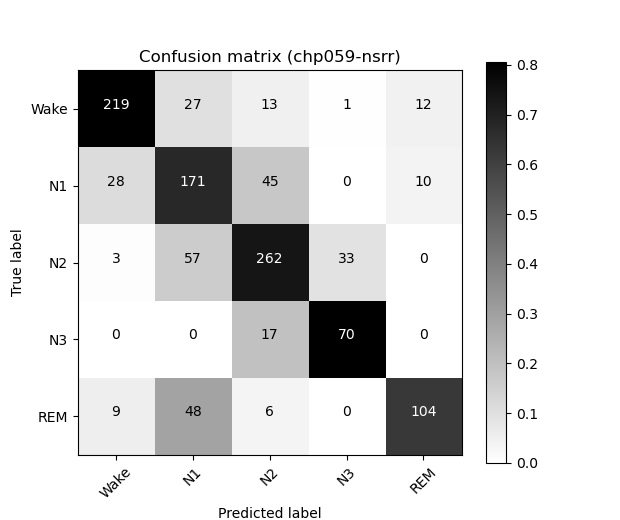 Confusion matrix (chp059-nsrr)
True label
Wake 219 27 13 1 12
N1 28 171 45 0 10
N2 3 57 262 33 0
N3 0 0 17 70 0
REM 9 48 6 0 104
Wake N1 N2 N3 REM
Predicted label
0.8
0.7
0.6
0.5
0.4
0.3
0.2
0.1
0.0